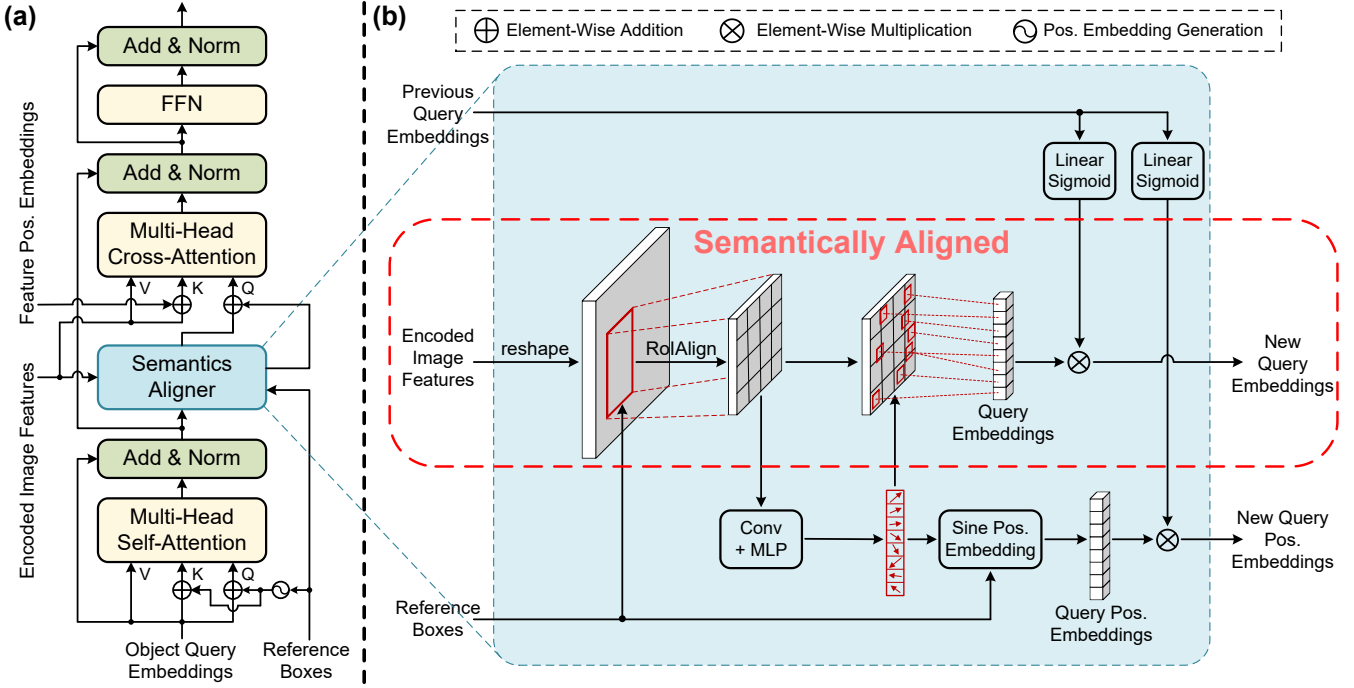 (a)
Add & Norm
FFN
Add & Norm
Multi-Head
Cross-Attention
V
K
Q
Semantics
Aligner
Add & Norm
Multi-Head
Self-Attention
V
K
Q
Object Query
Embeddings
Reference
Boxes
Feature Pos. Embeddings
Encoded Image Features
(b)
Element-Wise Addition
Element-Wise Multiplication
Pos. Embedding Generation
Previous
Query
Embeddings
Linear
Sigmoid
Linear
Sigmoid
Semantically Aligned
Encoded
Image
Features
reshape
RoIAlign
Query
Embeddings
New
Query
Embeddings
Conv
+ MLP
Sine Pos.
Embedding
New Query
Pos.
Embeddings
Reference
Boxes
Query Pos.
Embeddings